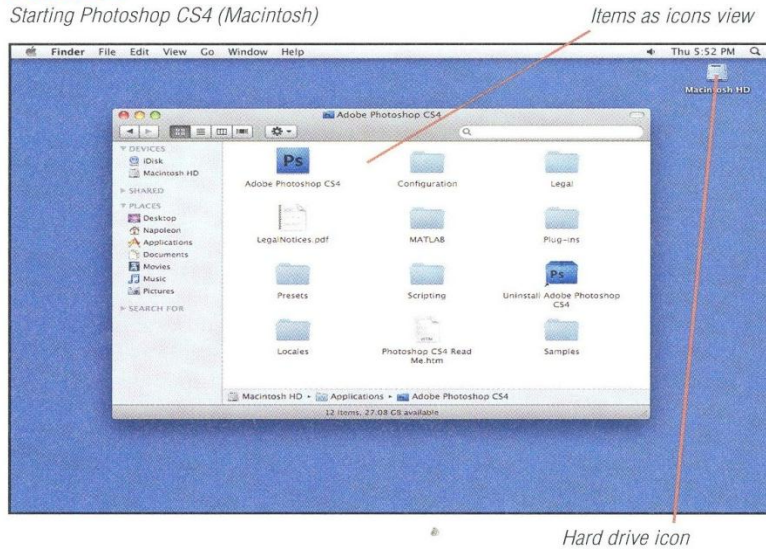 Starting Photoshop CS4 (Macintosh)
Items as icons view
Finder File Edit View Go Window Help
Thu 5:52 PM
Macintosh HD
Adobe Photoshop CS4
DEVICES
iDisk
Macintosh HD
SHARED
PLACES
Desktop
Napoleon
Applications
Documents
Movies
Music
Pictures
SEARCH FOR
Ps
Adobe Photoshop CS4
Configuration
Legal
LegalNotices.pdf
MATLAB
Plug-ins
Presets
Scripting
Ps
Uninstall Adobe Photoshop
CS4
Locales
Photoshop CS4 Read
Me.htm
Samples
Macintosh HD Applications Adobe Photoshop CS4
12 items, 27.08 GB available
Hard drive icon